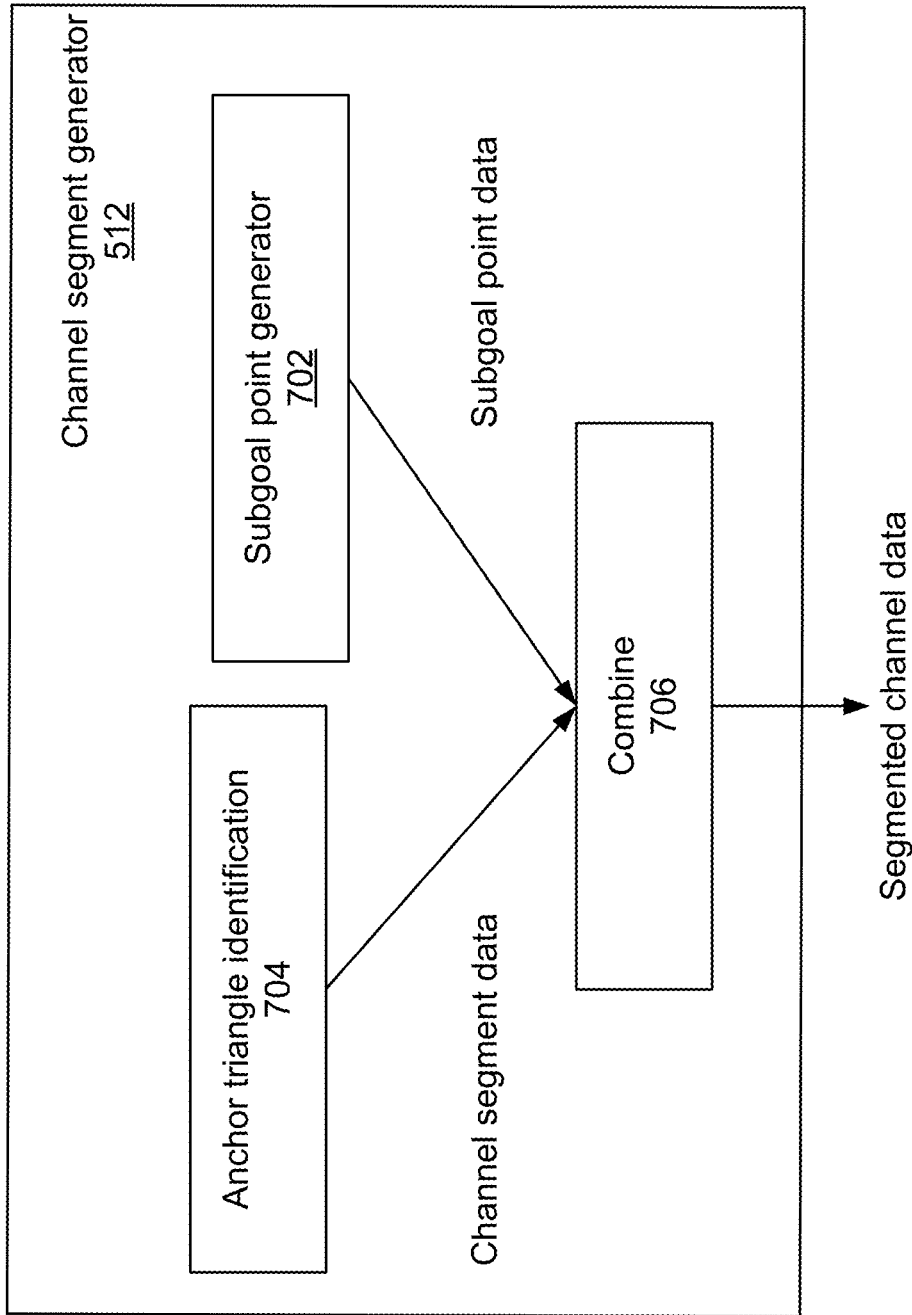 Channel segment generator
512
Anchor triangle identification
704
Subgoal point generator
702
Channel segment data
Subgoal point data
Combine
706
Segmented channel data